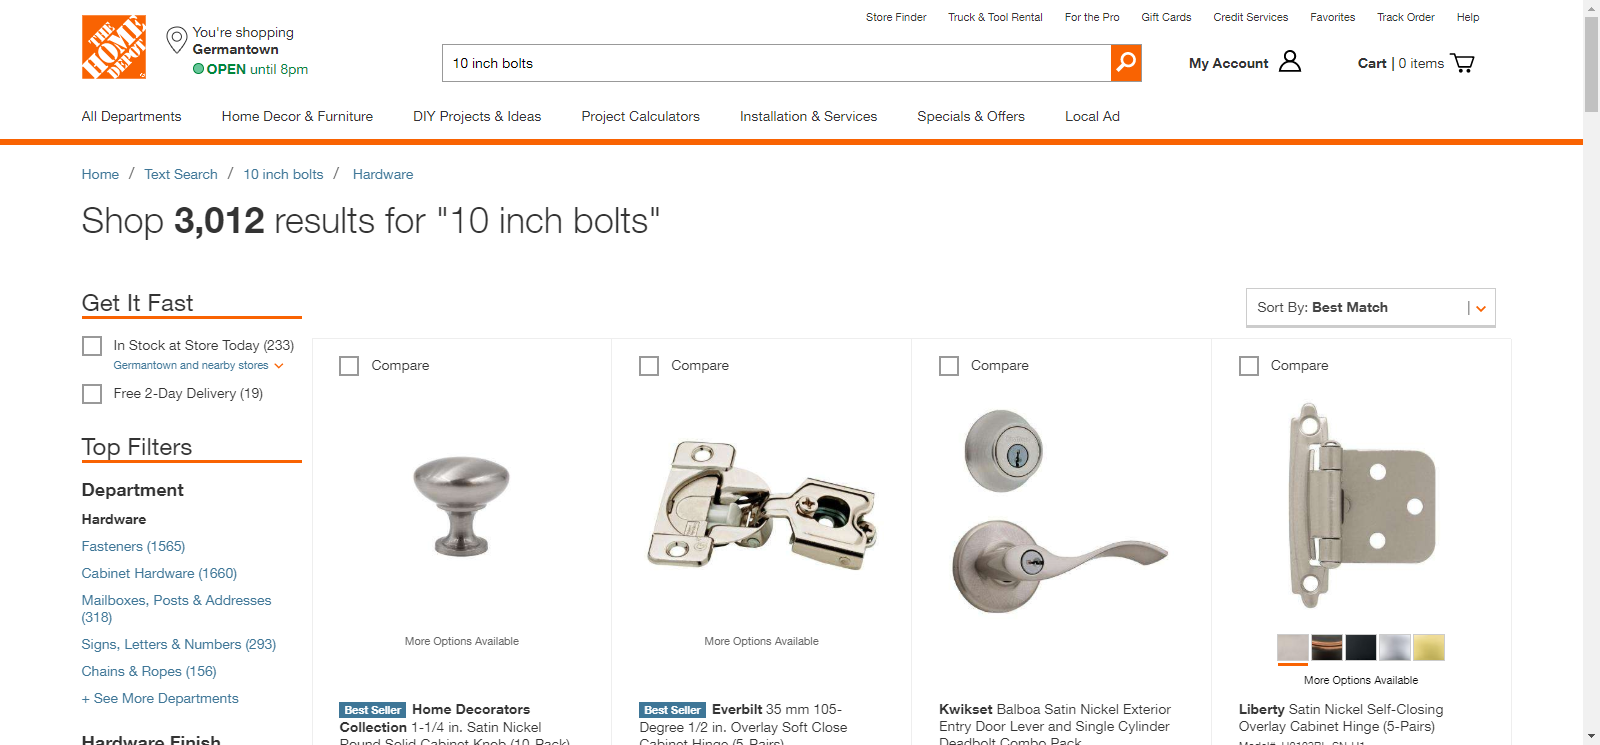 Store Finder
Truck & Tool Rental
For the Pro
Gift Cards
Credit Services
Favorites
Track Order
Help
THE HOME DEPOT
You're shopping
Germantown
OPEN until 8pm
10 inch bolts
My Account
Cart | 0 items
All Departments
Home Decor & Furniture
DIY Projects & Ideas
Project Calculators
Installation & Services
Specials & Offers
Local Ad
Home / Text Search / 10 inch bolts / Hardware
Shop 3,012 results for "10 inch bolts"
Get It Fast
Sort By: Best Match
In Stock at Store Today (233)
Germantown and nearby stores
Free 2-Day Delivery (19)
Top Filters
Department
Hardware
Fasteners (1565)
Cabinet Hardware (1660)
Mailboxes, Posts & Addresses
(318)
Signs, Letters & Numbers (293)
Chains & Ropes (156)
+ See More Departments
Hardware Finish
Compare
More Options Available
Best Seller Home Decorators
Collection 1-1/4 in. Satin Nickel
Round Solid Cabinet Knob (10-Pack)
Compare
More Options Available
Best Seller Everbilt 35 mm 105-
Degree 1/2 in. Overlay Soft Close
Cabinet Hinge (5-Pairs)
Compare
Kwikset Balboa Satin Nickel Exterior
Entry Door Lever and Single Cylinder
Deadbolt Combo Pack
Compare
More Options Available
Liberty Satin Nickel Self-Closing
Overlay Cabinet Hinge (5-Pairs)